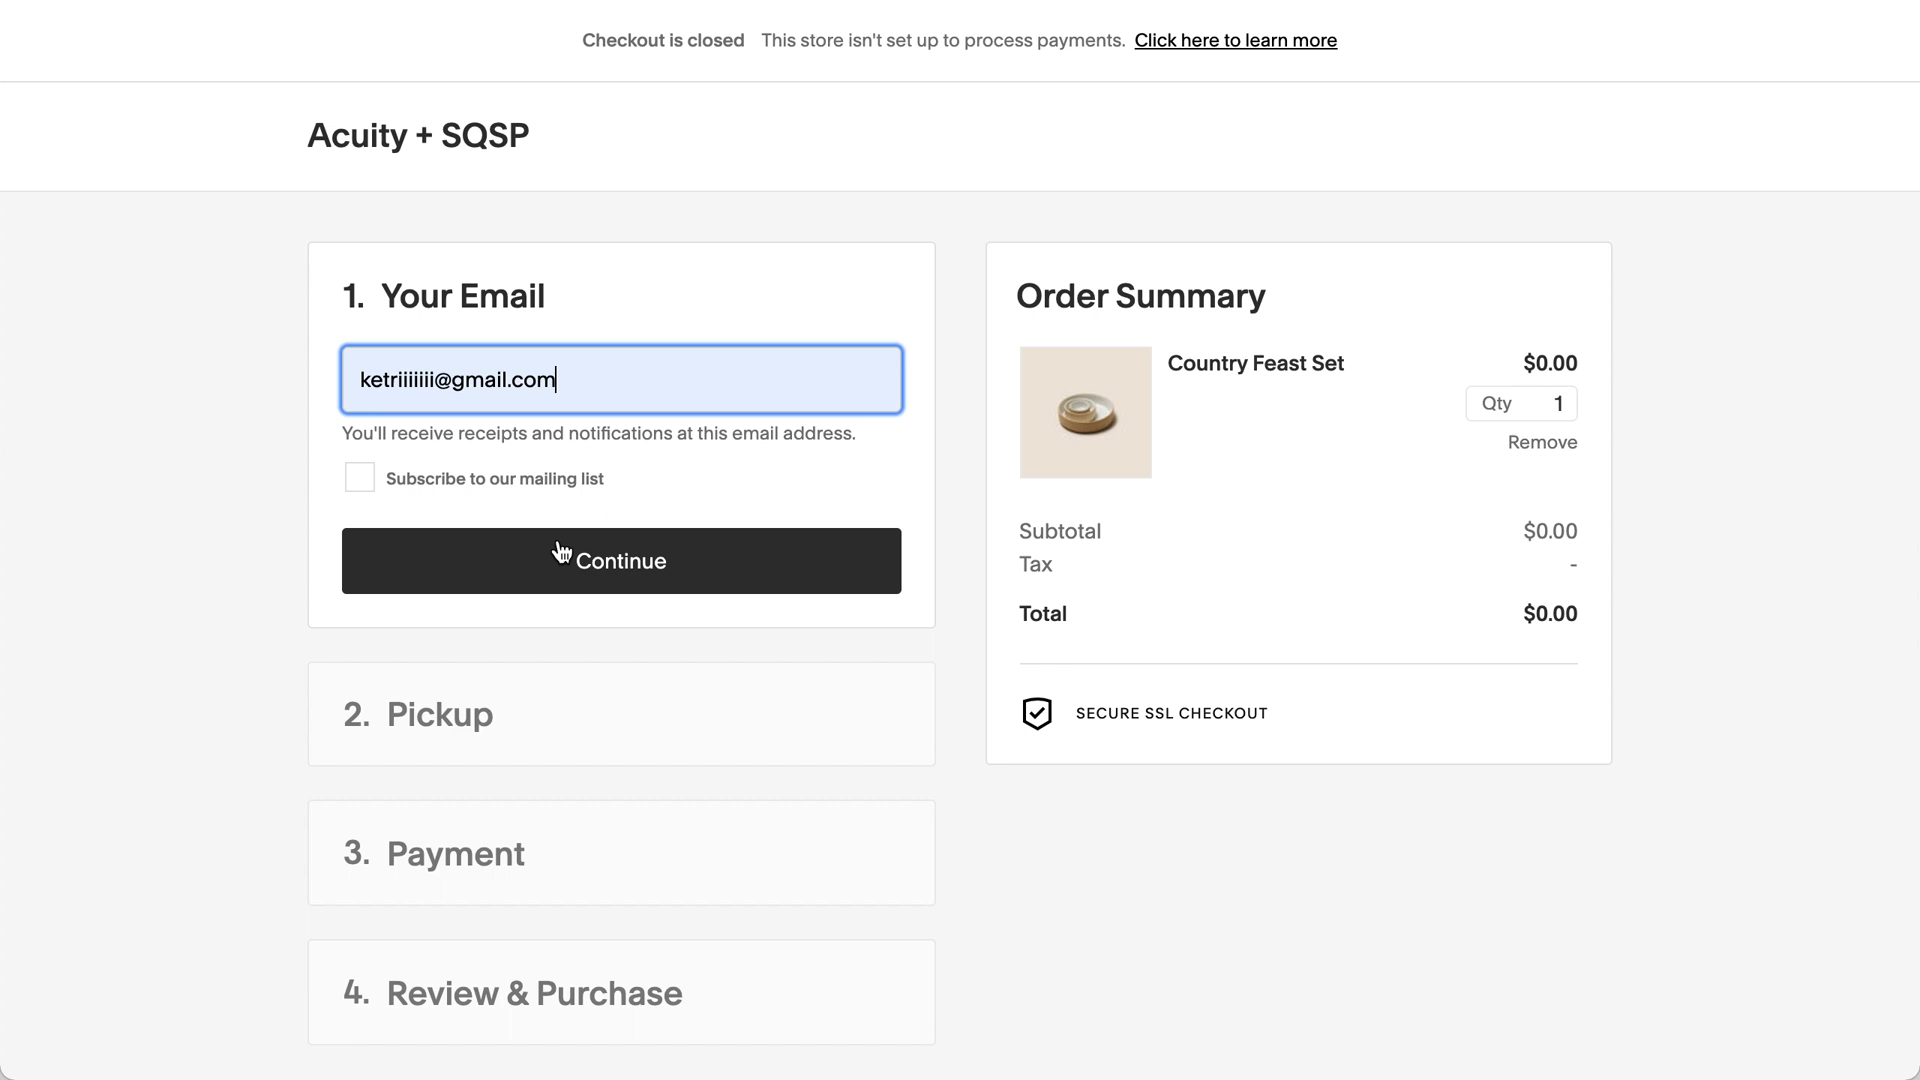 Checkout is closed This store isn't set up to process payments. Click here to learn more
Acuity + SQSP
1. Your Email
ketriiiiiii@gmail.com
You'll receive receipts and notifications at this email address.
Subscribe to our mailing list
Continue
2. Pickup
3. Payment
4. Review & Purchase
Order Summary
Country Feast Set $0.00
Qty 1
Remove
Subtotal $0.00
Tax -
Total $0.00
SECURE SSL CHECKOUT